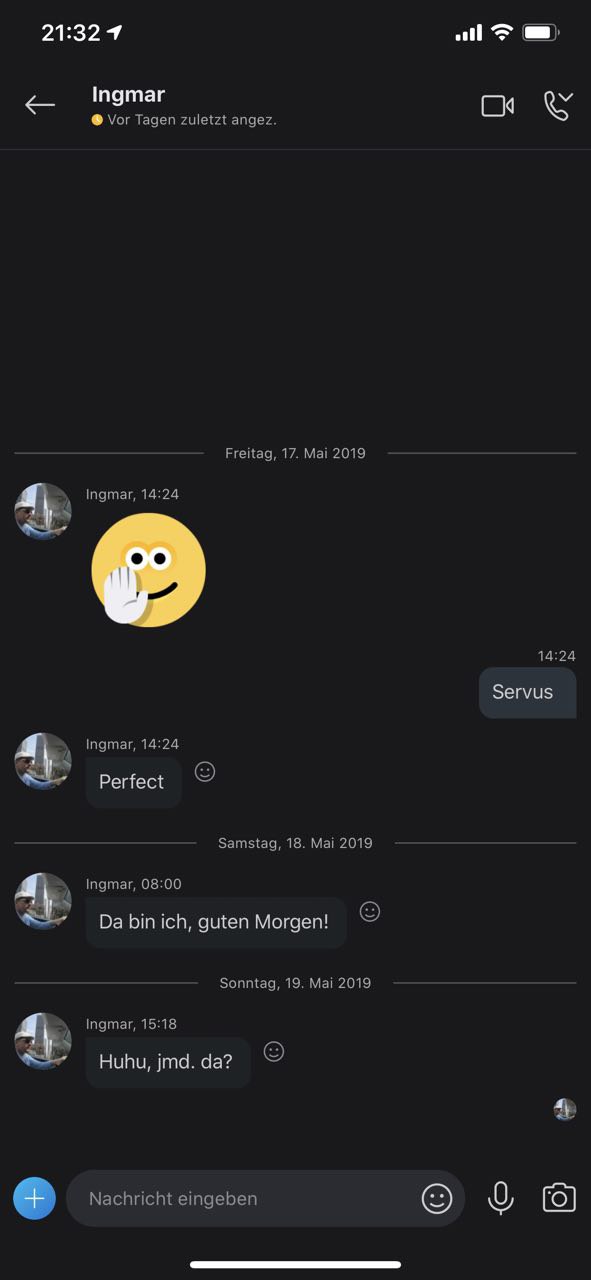 21:32
Ingmar
Vor Tagen zuletzt angez.
Freitag, 17. Mai 2019
Ingmar, 14:24
14:24
Servus
Ingmar, 14:24
Perfect
Samstag, 18. Mai 2019
Ingmar, 08:00
Da bin ich, guten Morgen!
Sonntag, 19. Mai 2019
Ingmar, 15:18
Huhu, jmd. da?
Nachricht eingeben